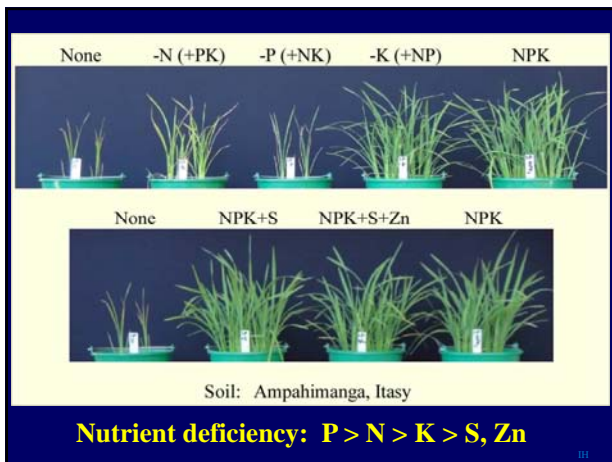 None -N (+PK) -P (+NK) -K (+NP) NPK
None NPK+S NPK+S+Zn NPK
Soil: Ampahimanga, Itasy
Nutrient deficiency: P > N > K > S, Zn
IH